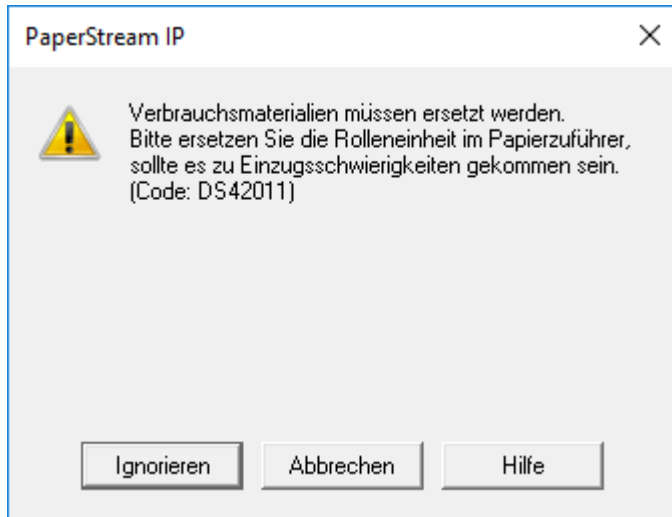 PaperStream IP
Verbrauchsmaterialien müssen ersetzt werden.
Bitte ersetzen Sie die Rolleneinheit im Papierzuführer,
sollte es zu Einzugsschwierigkeiten gekommen sein.
(Code: DS42011)
Ignorieren
Abbrechen
Hilfe